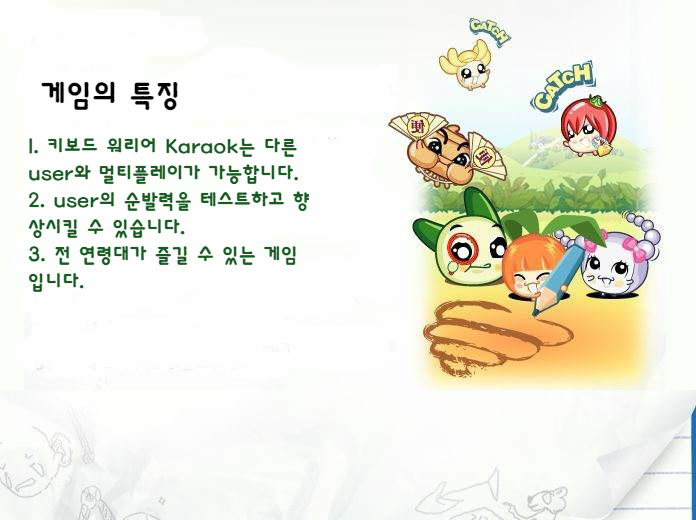 게임의 특징
1. 키보드 워리어 Karaok는 다른
user와 멀티플레이가 가능합니다.
2. user의 순발력을 테스트하고 향
상시킬 수 있습니다.
3. 전 연령대가 즐길 수 있는 게임
입니다.
CATCH
CATCH